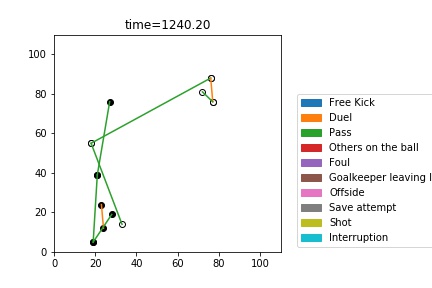 time=1240.20
100
80
60
40
20
0
0 20 40 60 80 100
Free Kick
Duel
Pass
Others on the ball
Foul
Goalkeeper leaving l
Offside
Save attempt
Shot
Interruption